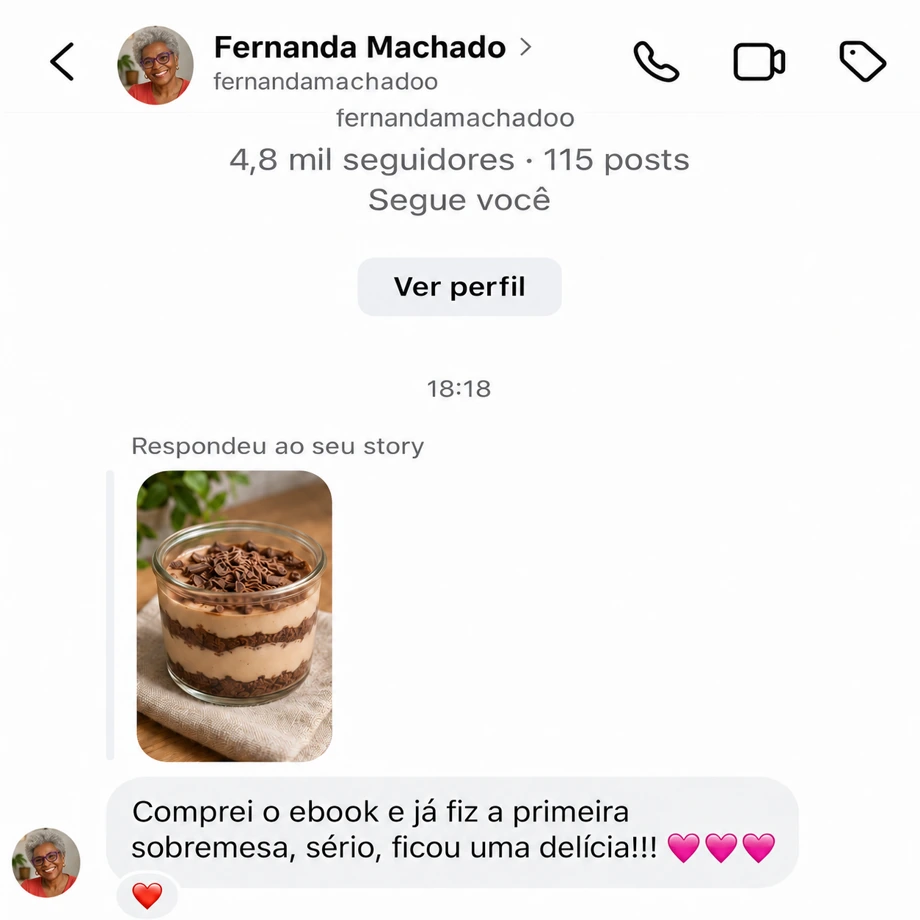 Fernanda Machado
fernandamachadoo
fernandamachadoo
4,8 mil seguidores · 115 posts
Segue você
Ver perfil
18:18
Respondeu ao seu story
Comprei o ebook e já fiz a primeira
sobremesa, sério, ficou uma delícia!!! 💗💗💗
❤️